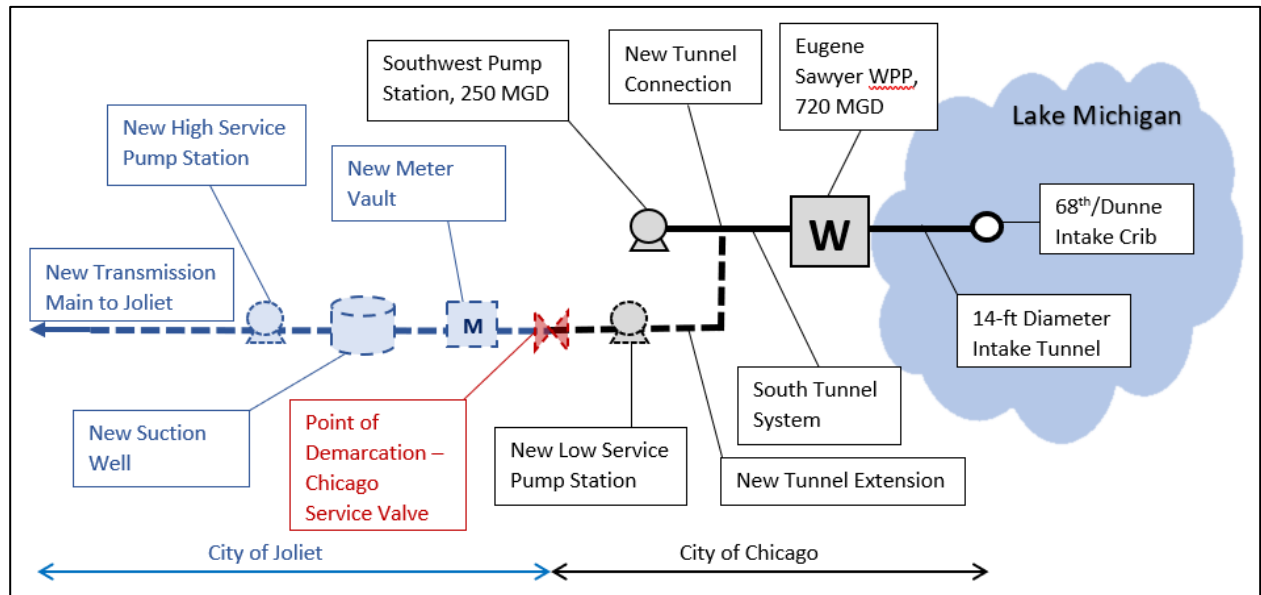 Southwest Pump
Station, 250 MGD
New Tunnel
Connection
Eugene
Sawyer WPP,
720 MGD
Lake Michigan
New High Service
Pump Station
New Meter
Vault
68th/Dunne
Intake Crib
W
New Transmission
Main to Joliet
M
14-ft Diameter
Intake Tunnel
South Tunnel
System
New Suction
Well
Point of
Demarcation –
Chicago
Service Valve
New Low Service
Pump Station
New Tunnel Extension
City of Joliet
City of Chicago